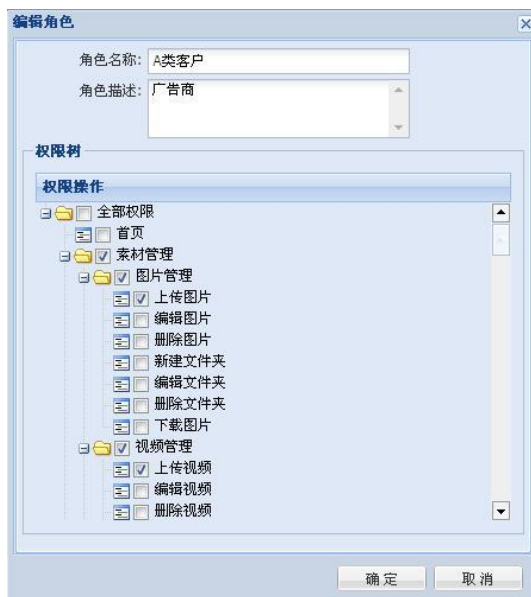 编辑角色
角色名称: A类客户
角色描述: 广告商
权限树
权限操作
全部权限
首页
素材管理
图片管理
上传图片
编辑图片
删除图片
新建文件夹
编辑文件夹
删除文件夹
下载图片
视频管理
上传视频
编辑视频
删除视频
确定 取消